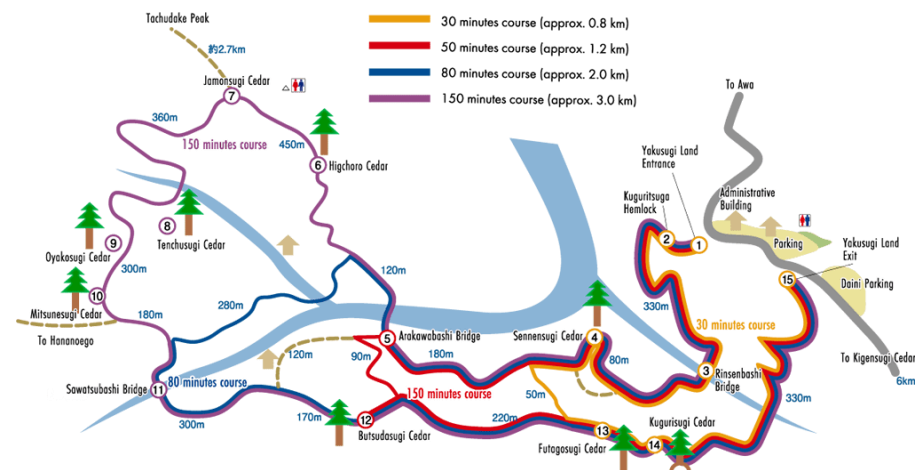 30 minutes course (approx. 0.8 km)
50 minutes course (approx. 1.2 km)
80 minutes course (approx. 2.0 km)
150 minutes course (approx. 3.0 km)
Tachudake Peak
約2.7km
Jamonsugi Cedar
7
360m
150 minutes course
450m
6
Higchoro Cedar
To Awa
Yakusugi Land
Entrance
Kuguritsuga
Hemlock
Administrative
Building
2
1
Parking
Yakusugi Land
Exit
Daini Parking
15
8
Tenchusugi Cedar
9
Oyakosugi Cedar
300m
10
Mitsunesugi Cedar
180m
To Hananoego
280m
120m
330m
30 minutes course
5
Arakawabashi Bridge
Sennensugi Cedar
4
120m
90m
180m
80m
3
Rinsenbashi
Bridge
To Kigensugi Cedar
6km
Sawatsubashi Bridge
11
80 minutes course
150 minutes course
50m
330m
300m
170m
12
Butsudasugi Cedar
220m
13
Futagosugi Cedar
14
Kugurisugi Cedar